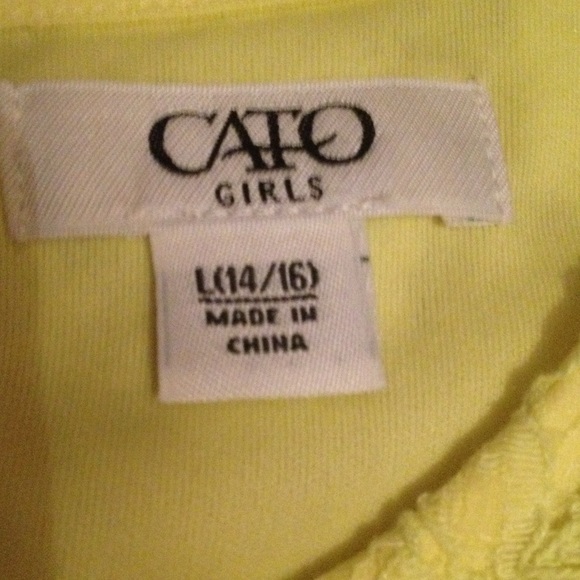 CATO
GIRLS
L(14/16)
MADE IN
CHINA